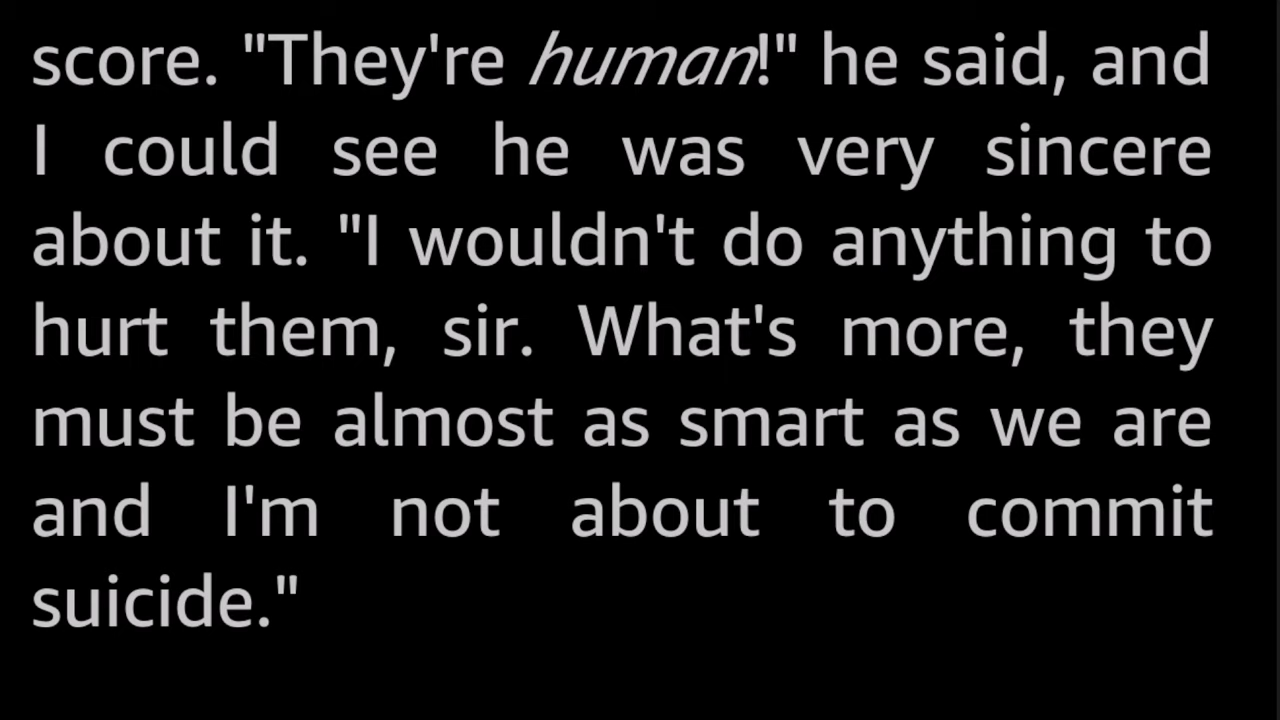 score. "They're human!" he said, and
I could see he was very sincere
about it. "I wouldn't do anything to
hurt them, sir. What's more, they
must be almost as smart as we are
and I'm not about to commit
suicide."